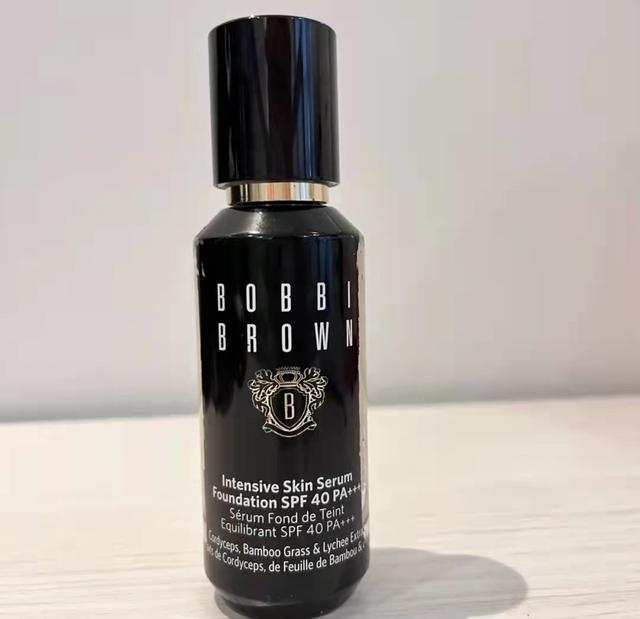 BOBBI
BROWN
B
Intensive Skin Serum
Foundation SPF 40 PA+++
Sérum Fond de Teint
Equilibrant SPF 40 PA+++
Cordyceps, Bamboo Grass & Lychee
de Cordyceps, de Feuille de Bambou &